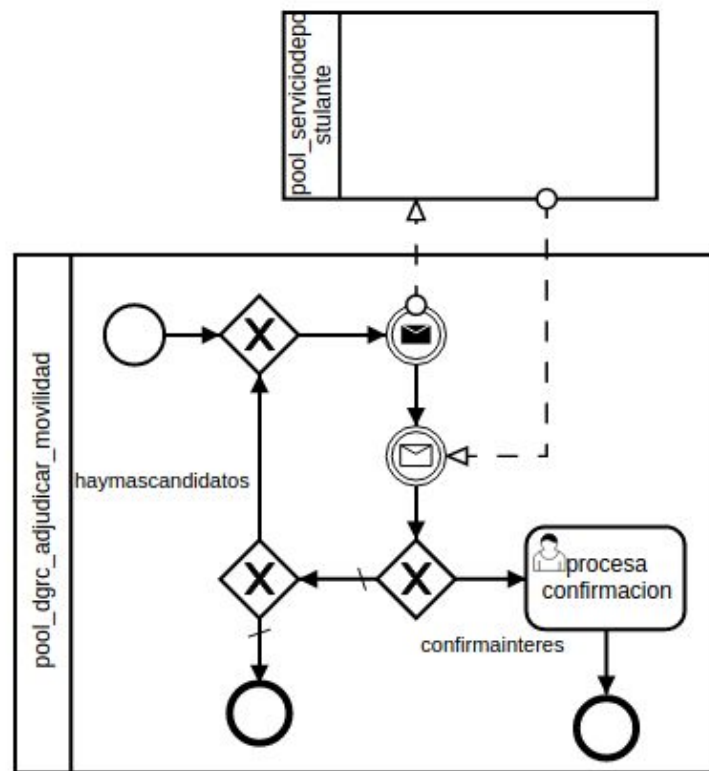 pool_serviciodepo
stulante
pool_dgrc_adjudicar_movilidad
haymascandidatos
procesa
confirmacion
confirmainteres